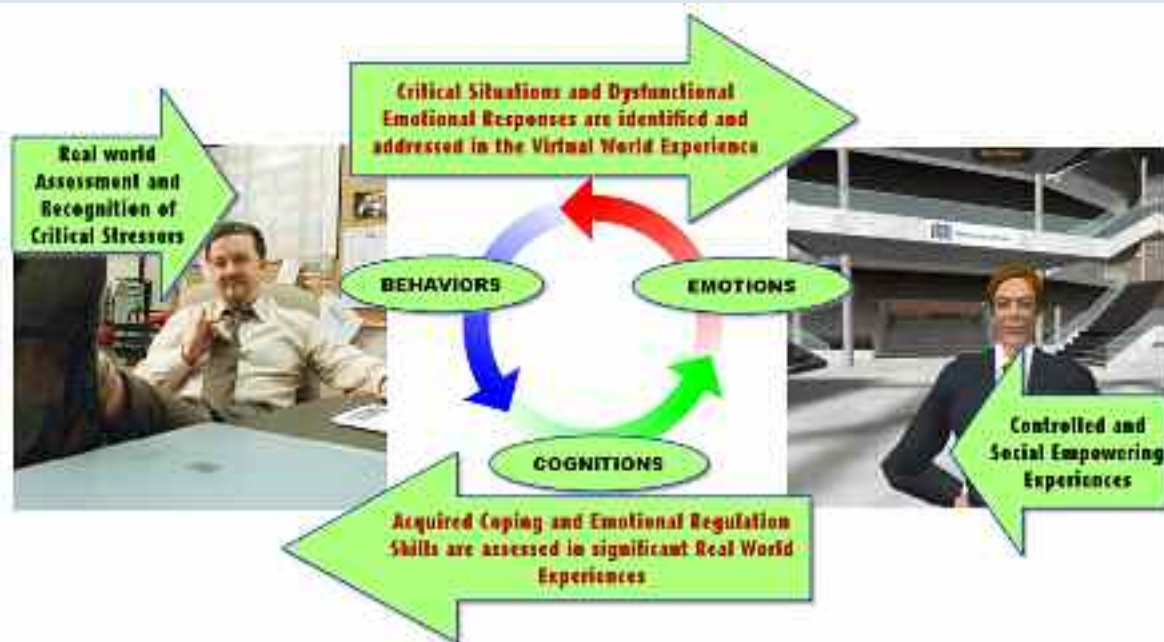 Critical Situations and Dysfunctional
Emotional Responses are identified and
addressed in the Virtual World Experience
Real world
Assessment and
Recognition of
Critical Stressors
BEHAVIORS
EMOTIONS
COGNITIONS
Controlled and
Social Empowering
Experiences
Acquired Coping and Emotional Regulation
Skills are assessed in significant Real World
Experiences